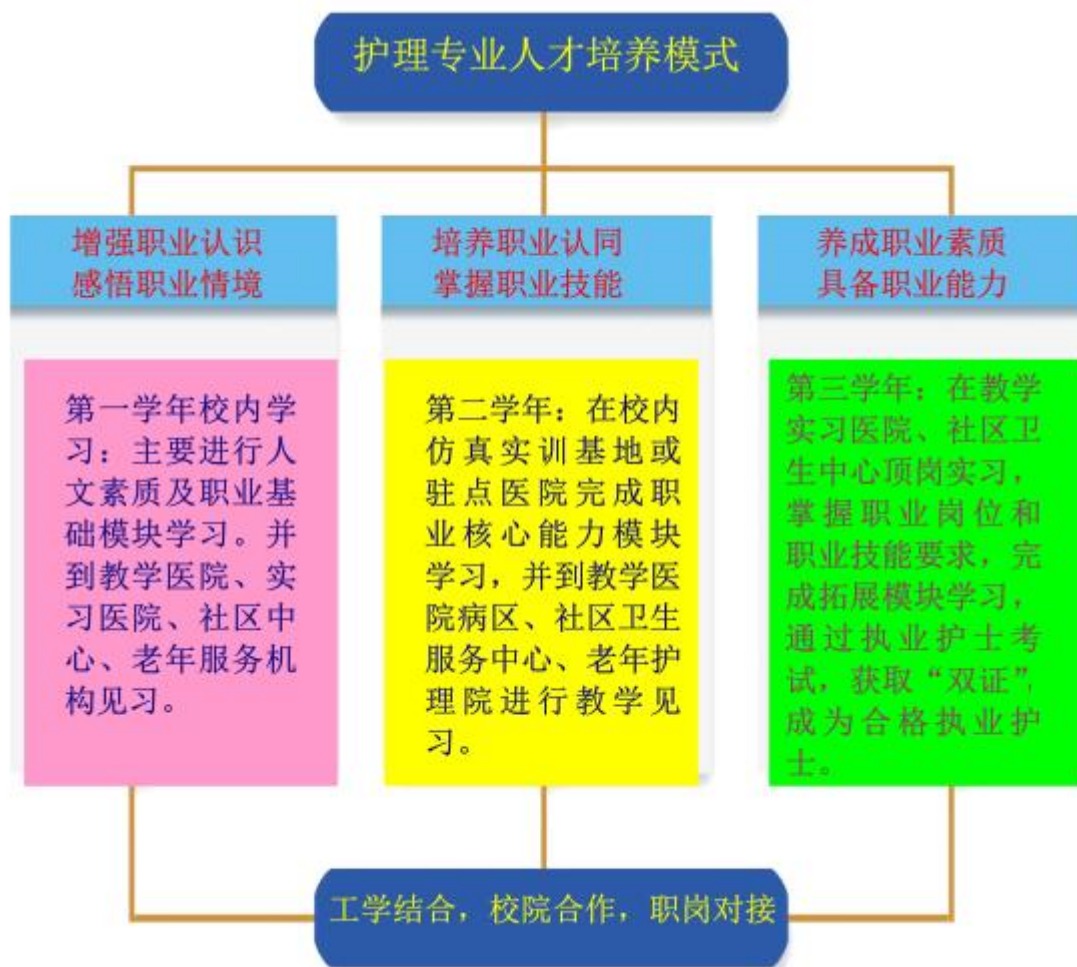 护理专业人才培养模式
增强职业认识
感悟职业情境
第一学年校内学
习：主要进行人
文素质及职业基
础模块学习。并
到教学医院、实
习医院、社区中
心、老年服务机
构见习。
培养职业认同
掌握职业技能
第二学年：在校内
仿真实训基地或
驻点医院完成职
业核心能力模块
学习，并到教学医
院病区、社区卫生
服务中心、老年护
理院进行教学见
习。
养成职业素质
具备职业能力
第三学年：在教学
实习医院、社区卫
生中心顶岗实习，
掌握职业岗位和
职业技能要求，完
成拓展模块学习，
通过执业护士考
试，获取“双证”，
成为合格执业护
士。
工学结合，校院合作，职岗对接